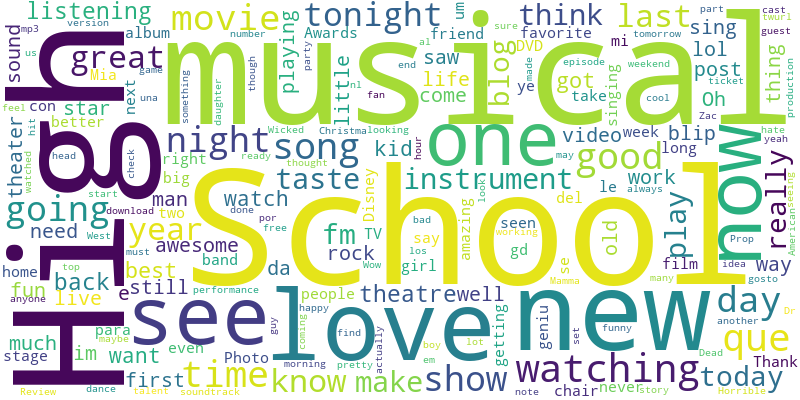 listening
movie
tonight
um
think
last
part
cast
twurl
version
mp3
us
album
number
Awards
friend
favorite
sure
tomorrow
guest
sound
great
though
party
al
end
saw
mi
DVD
sing
lol
Mia
game
playing
little
nl
life
blog
episode
weekend
post
thing
ticket
production
feel
con
star
next
una
something
daughter
fan
come
ye
made
got
take
singing
cool
Oh
Zac
musical
High
hit
better
Wicked
Christma
looking
hour
theater
watched
head
check
right
night
song
kid
one
may
good
video
week
blip
long
hate
yeah
now
really
American
seeing
ready
thought
big
man
watch
taste
instrument
look
del
le
work
always
play
going
start
download
two
year
School
Disney
amazing
bad
seen
done
por
free
fm
TV
los
say
working
gd
old
need
West
awesome
band
da
rock
Wow
girl
Mamma
se
film
Prop
idea
way
home
top
must
back
best
still
e
performance
people
theatre
well
many
gosto
fun
anyone
live
see
love
new
day
another
Dr
much
para
maybe
guy
happy
coming
find
boy
em
lot
getting
geniu
set
funny
que
stage
im
want
even
Photo
morning
pretty
actually
show
watching
today
Dead
Thank
first
time
know
make
chair
never
story
Review
dance
talent
soundtrack
note
Horrible